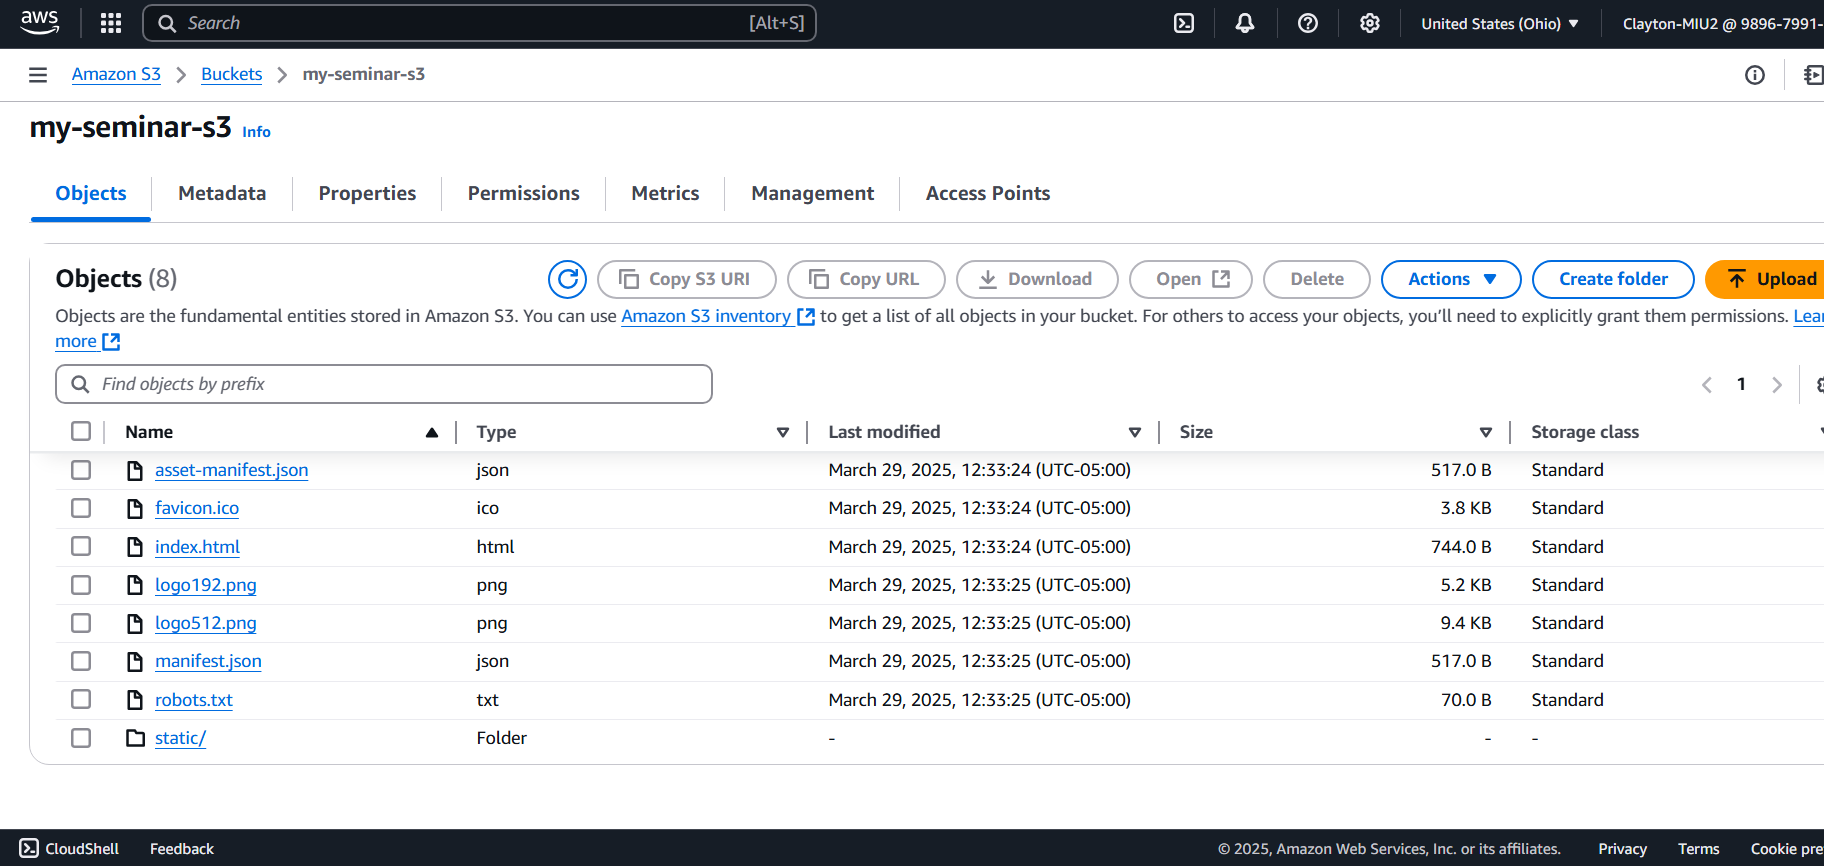 aws Search [Alt+S] United States (Ohio) Clayton-MIU2 @ 9896-7991-
Amazon S3 > Buckets > my-seminar-s3
my-seminar-s3 Info
Objects Metadata Properties Permissions Metrics Management Access Points
Objects (8) Copy S3 URI Copy URL Download Open Delete Actions Create folder Upload
Objects are the fundamental entities stored in Amazon S3. You can use Amazon S3 inventory to get a list of all objects in your bucket. For others to access your objects, you’ll need to explicitly grant them permissions. Lear
more
Find objects by prefix 1
Name Type Last modified Size Storage class
asset-manifest.json json March 29, 2025, 12:33:24 (UTC-05:00) 517.0 B Standard
favicon.ico ico March 29, 2025, 12:33:24 (UTC-05:00) 3.8 KB Standard
index.html html March 29, 2025, 12:33:24 (UTC-05:00) 744.0 B Standard
logo192.png png March 29, 2025, 12:33:25 (UTC-05:00) 5.2 KB Standard
logo512.png png March 29, 2025, 12:33:25 (UTC-05:00) 9.4 KB Standard
manifest.json json March 29, 2025, 12:33:25 (UTC-05:00) 517.0 B Standard
robots.txt txt March 29, 2025, 12:33:25 (UTC-05:00) 70.0 B Standard
static/ Folder - - -
CloudShell Feedback © 2025, Amazon Web Services, Inc. or its affiliates. Privacy Terms Cookie pre